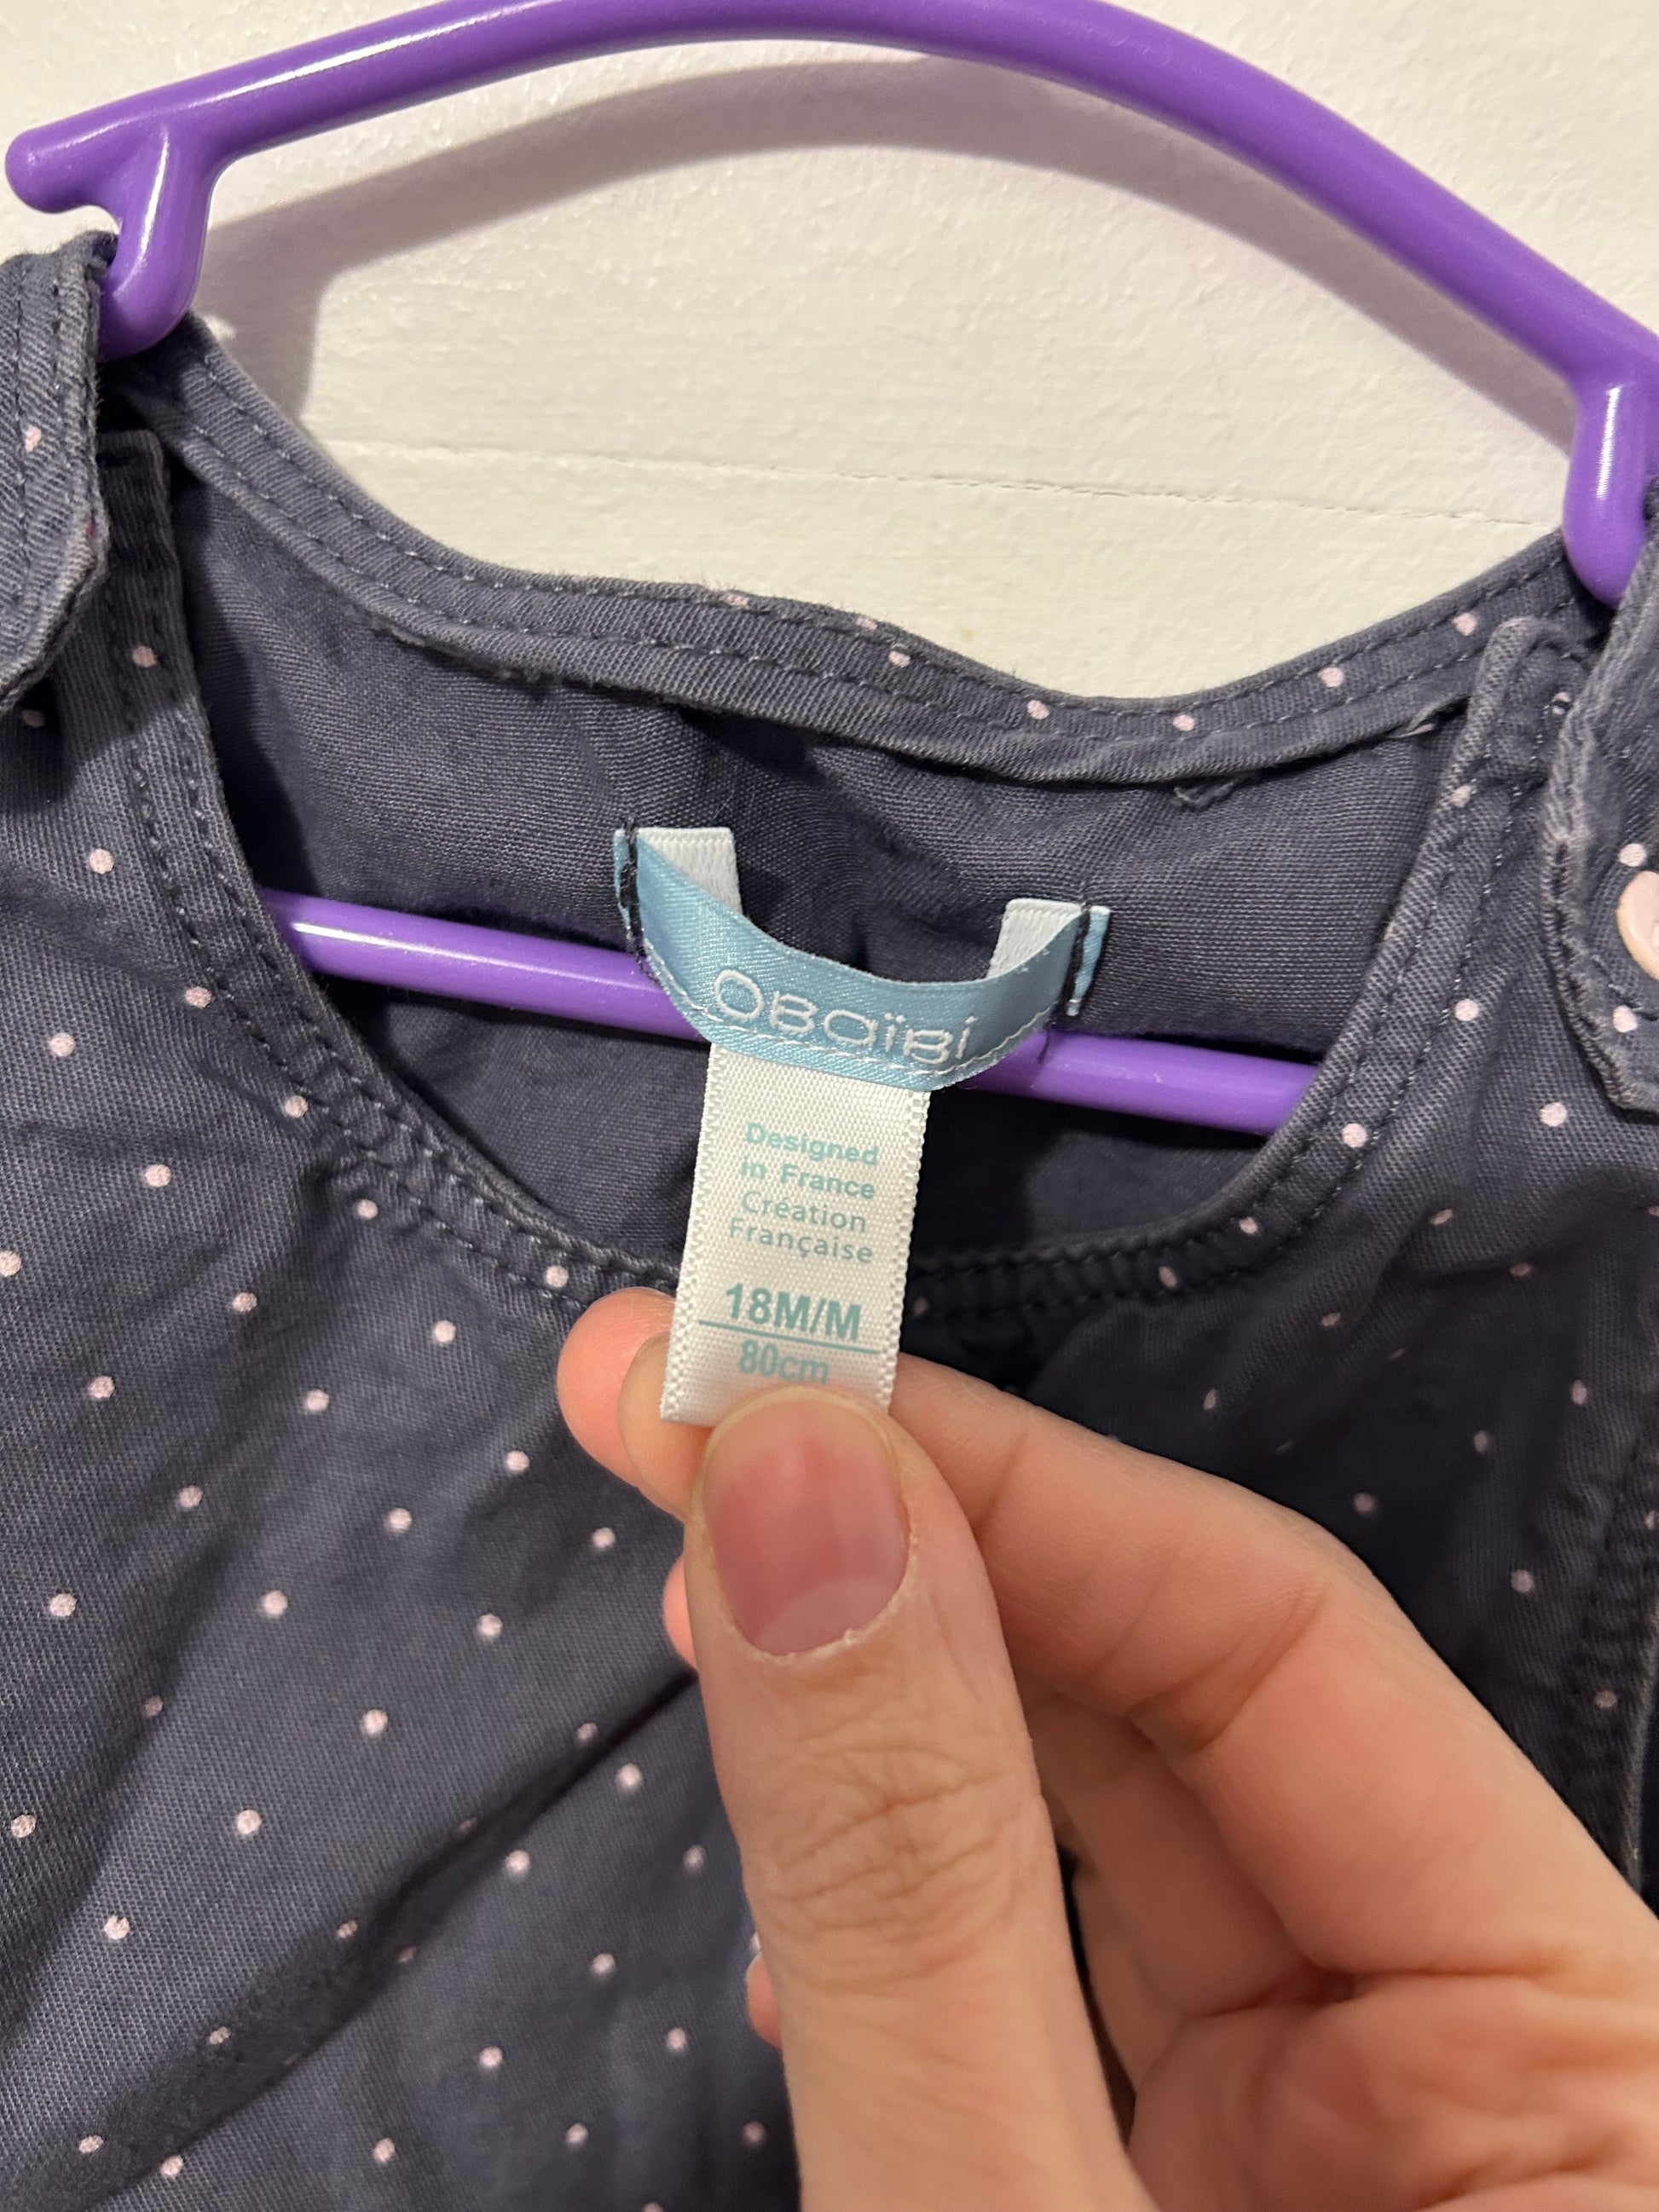 OBaïBi
Designed
in France
Création
Française
18M/M
80cm